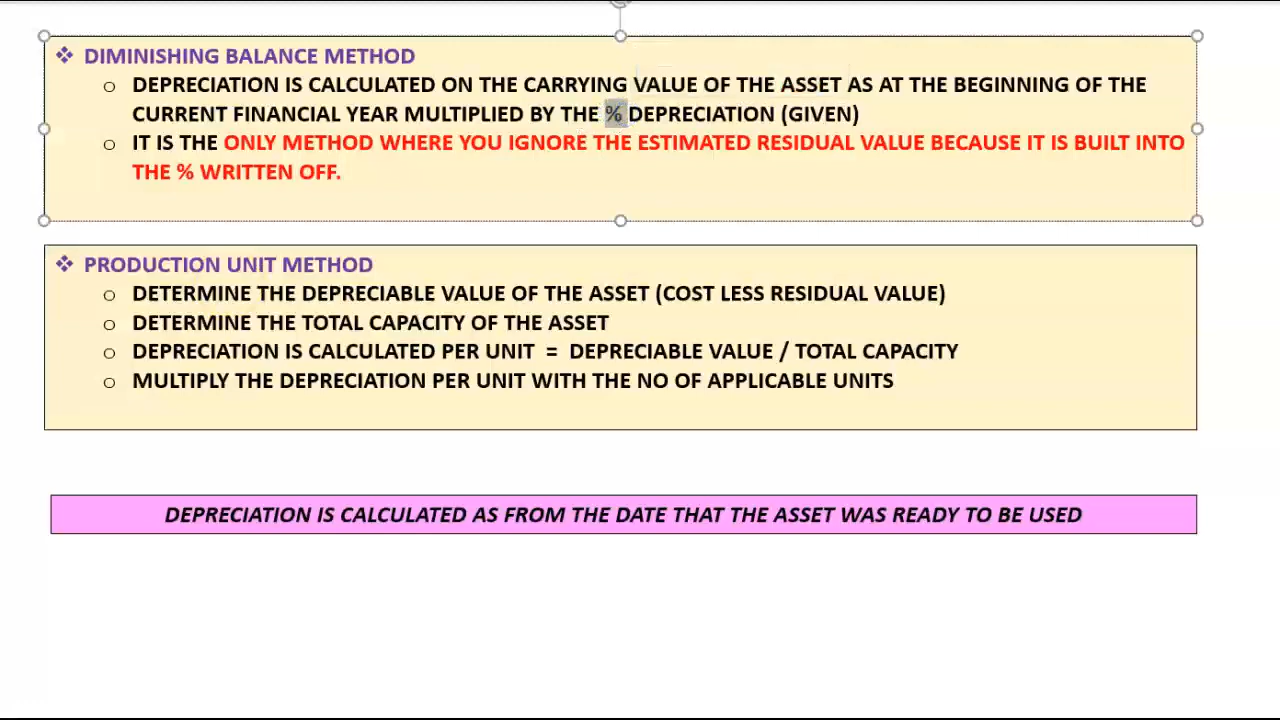 ❖ DIMINISHING BALANCE METHOD
o DEPRECIATION IS CALCULATED ON THE CARRYING VALUE OF THE ASSET AS AT THE BEGINNING OF THE
CURRENT FINANCIAL YEAR MULTIPLIED BY THE % DEPRECIATION (GIVEN)
o IT IS THE ONLY METHOD WHERE YOU IGNORE THE ESTIMATED RESIDUAL VALUE BECAUSE IT IS BUILT INTO
THE % WRITTEN OFF.
❖ PRODUCTION UNIT METHOD
o DETERMINE THE DEPRECIABLE VALUE OF THE ASSET (COST LESS RESIDUAL VALUE)
o DETERMINE THE TOTAL CAPACITY OF THE ASSET
o DEPRECIATION IS CALCULATED PER UNIT = DEPRECIABLE VALUE / TOTAL CAPACITY
o MULTIPLY THE DEPRECIATION PER UNIT WITH THE NO OF APPLICABLE UNITS
DEPRECIATION IS CALCULATED AS FROM THE DATE THAT THE ASSET WAS READY TO BE USED